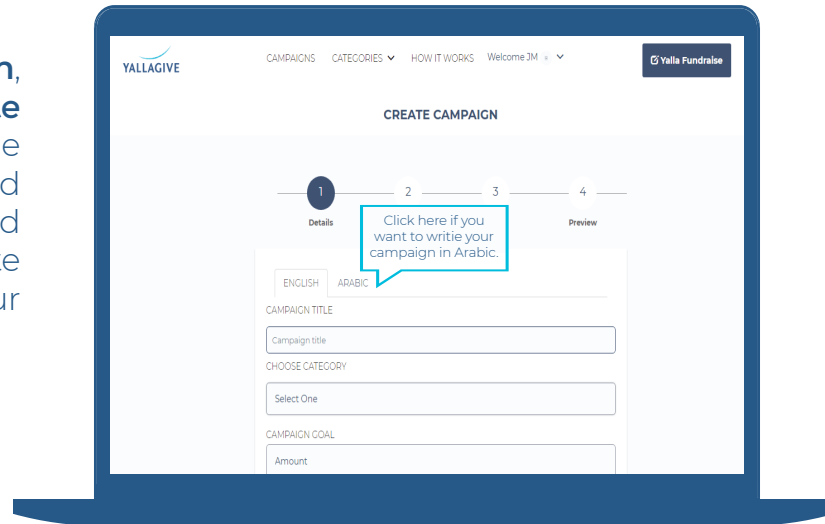 YALLAGIVE
CAMPAIGNS CATEGORIES HOW IT WORKS Welcome JM
Yalla Fundraise
CREATE CAMPAIGN
1 2 3 4
Details Preview
Click here if you
want to writie your
campaign in Arabic.
ENGLISH ARABIC
CAMPAIGN TITLE
Campaign title
CHOOSE CATEGORY
Select One
CAMPAIGN GOAL
Amount